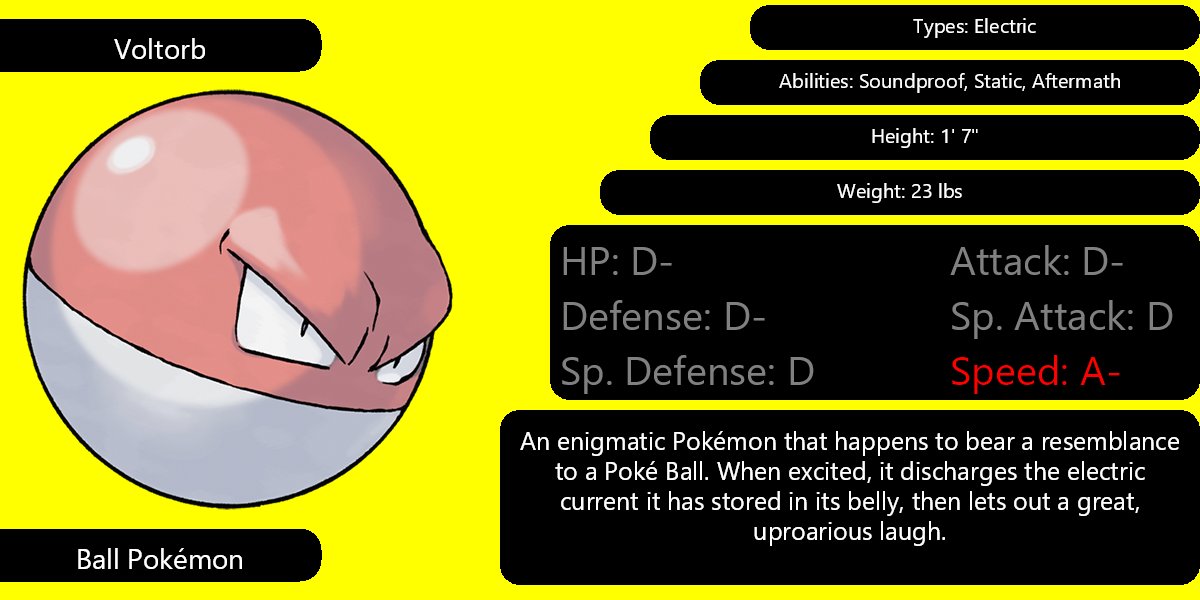 Voltorb
Types: Electric
Abilities: Soundproof, Static, Aftermath
Height: 1' 7"
Weight: 23 lbs
HP: D-
Attack: D-
Defense: D-
Sp. Attack: D
Sp. Defense: D
Speed: A-
An enigmatic Pokémon that happens to bear a resemblance
to a Poké Ball. When excited, it discharges the electric
current it has stored in its belly, then lets out a great,
uproarious laugh.
Ball Pokémon